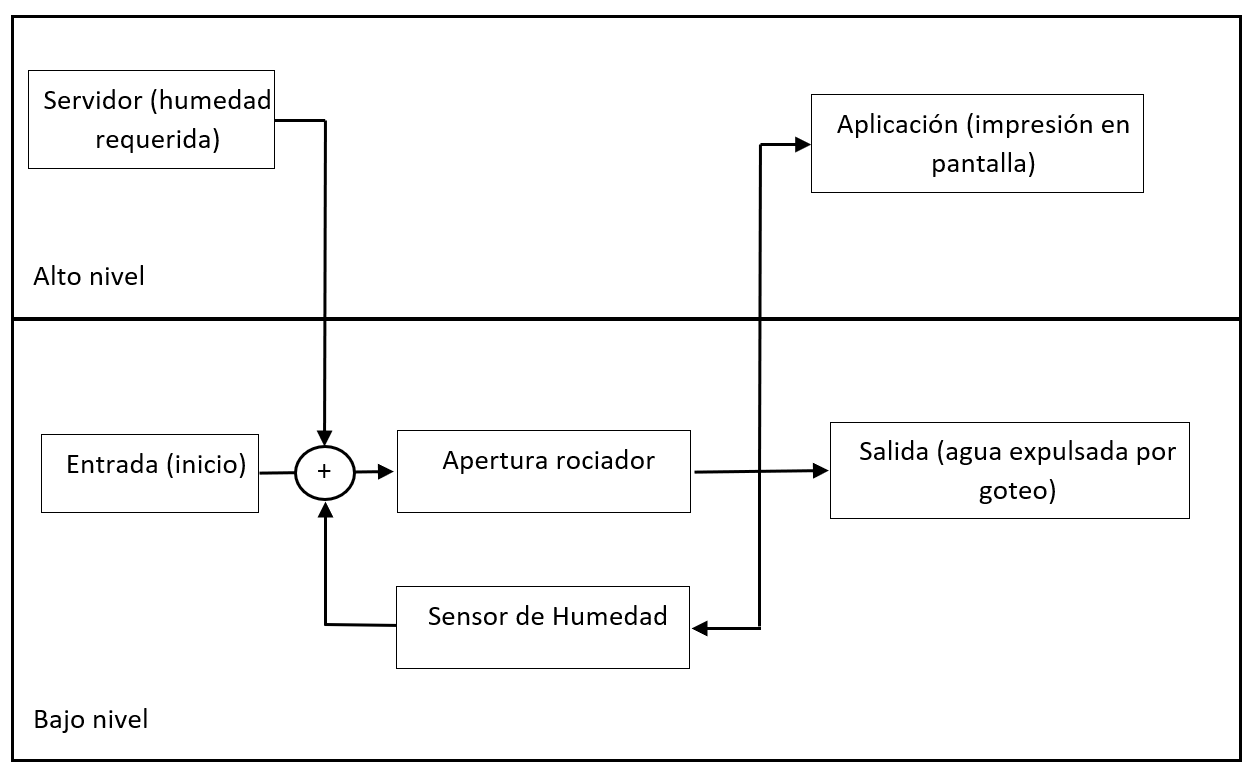 Servidor (humedad
requerida)
Aplicación (impresión en
pantalla)
Alto nivel
Entrada (inicio)
+
Apertura rociador
Salida (agua expulsada por
goteo)
Sensor de Humedad
Bajo nivel